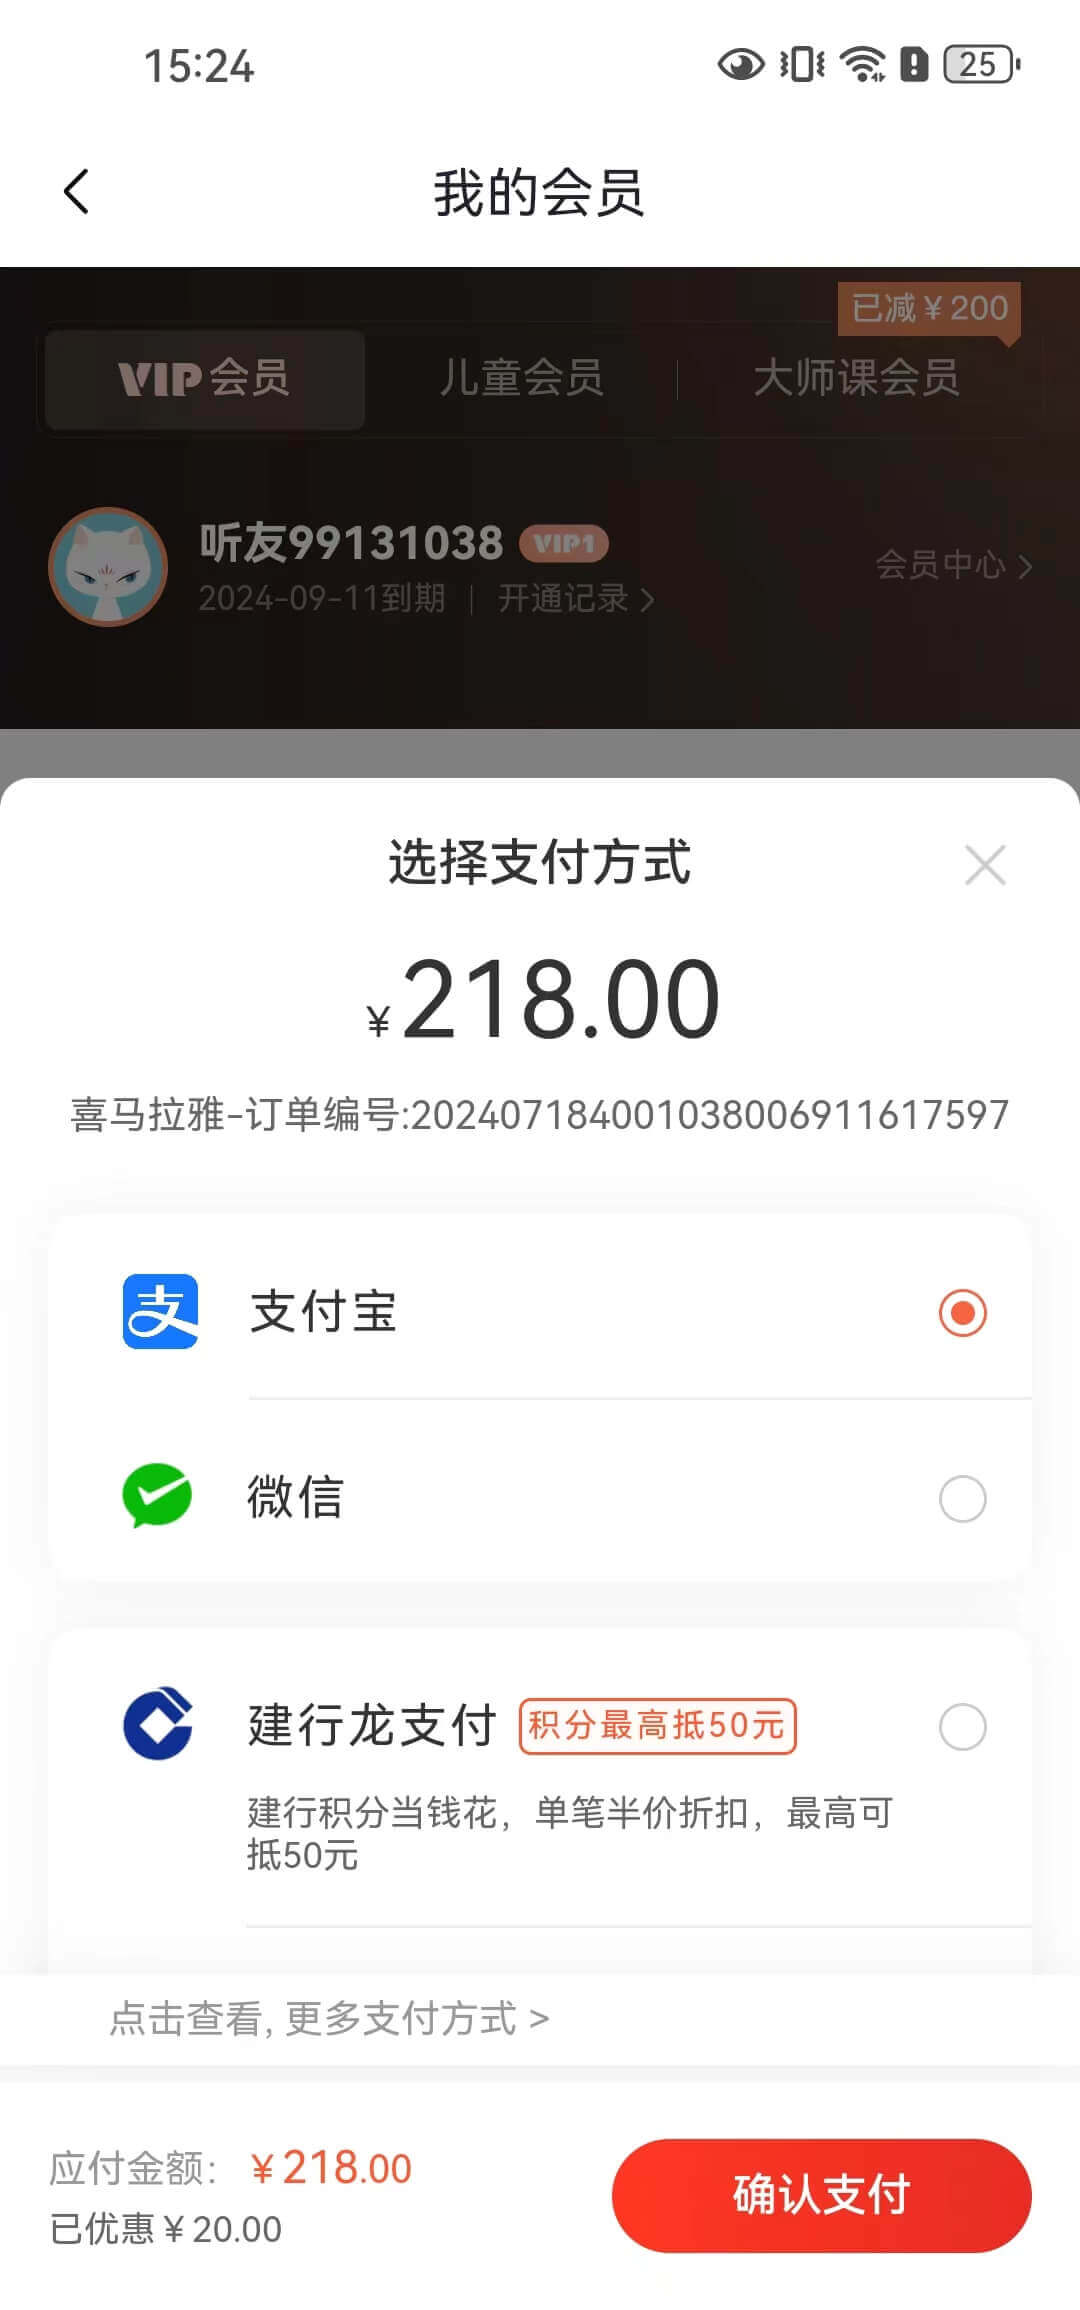 15:24
25
我的会员
已减¥200
VIP会员
儿童会员
大师课会员
听友99131038 VIP1
会员中心 >
2024-09-11到期 | 开通记录 >
选择支付方式
¥218.00
喜马拉雅-订单编号:20240718400103800691161​7597
支付宝
微信
建行龙支付 积分最高抵50元
建行积分当钱花，单笔半价折扣，最高可
抵50元
点击查看, 更多支付方式 >
应付金额： ¥218.00
已优惠¥20.00
确认支付